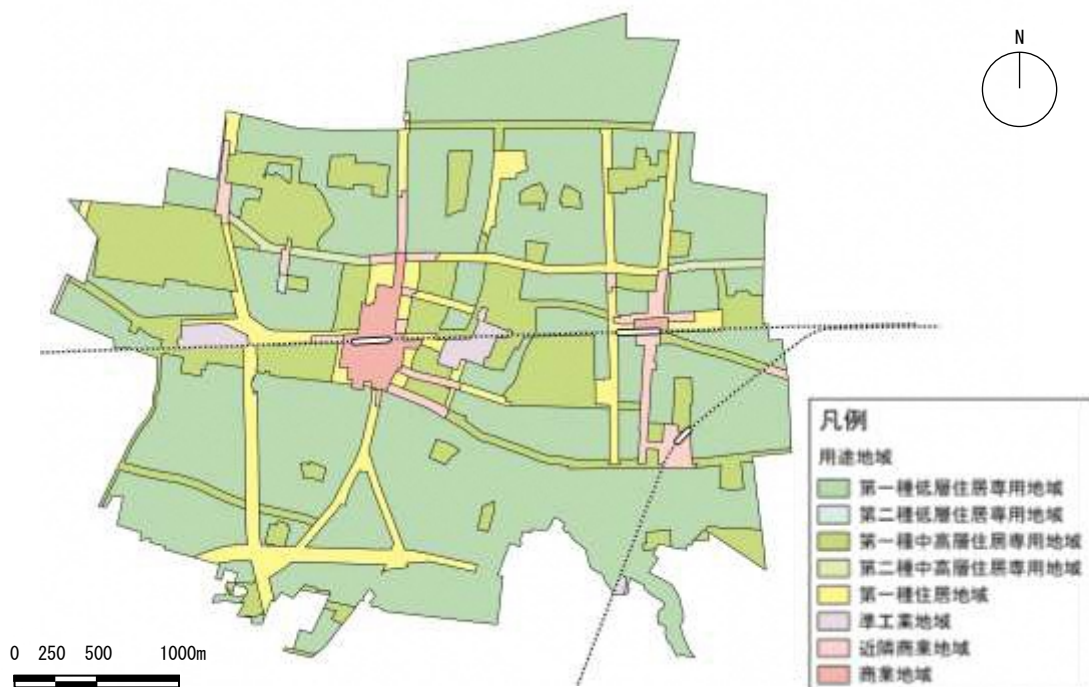 N
0 250 500 1000m
凡例
用途地域
第一種低層住居専用地域
第二種低層住居専用地域
第一種中高層住居専用地域
第二種中高層住居専用地域
第一種住居地域
準工業地域
近隣商業地域
商業地域